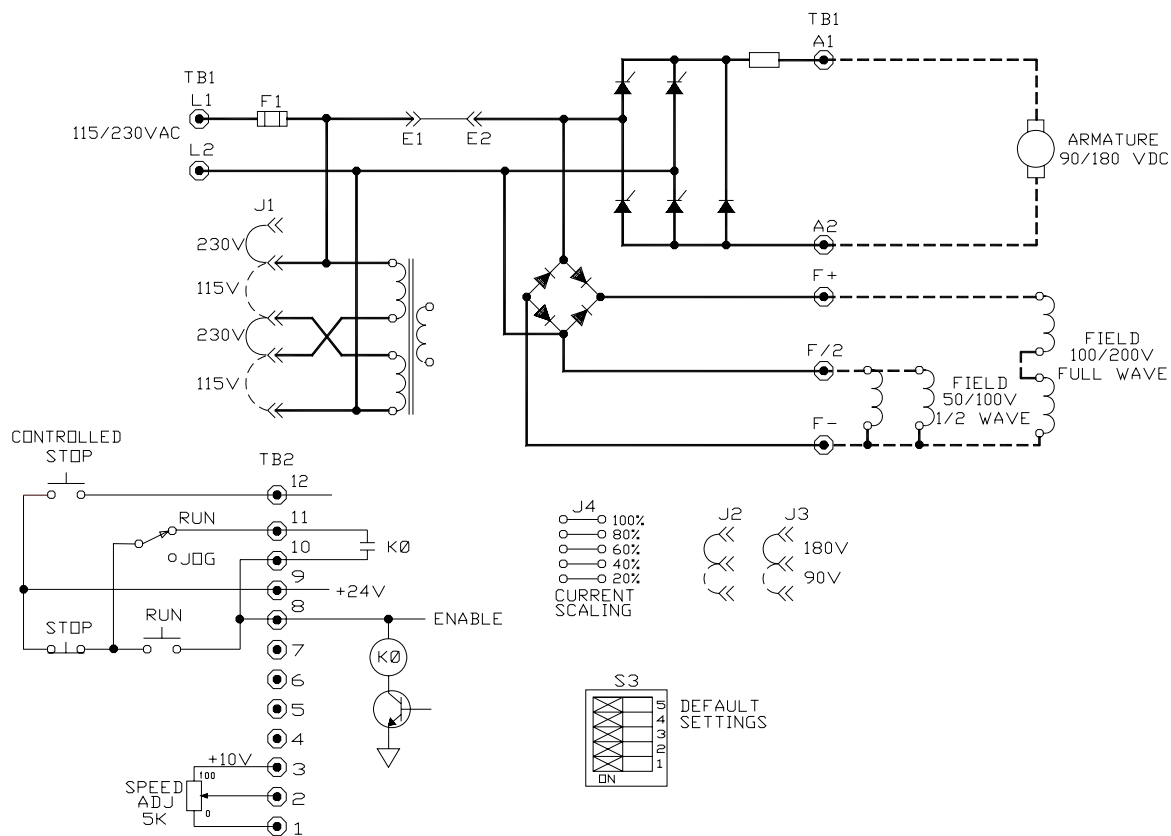 TB1
A1
TB1
L1
F1
115/230VAC
E1
E2
ARMATURE
90/180 VDC
L2
J1
230V
A2
115V
F+
230V
F/2
FIELD
100/200V
FULL WAVE
115V
FIELD
50/100V
1/2 WAVE
F-
CONTROLLED
STOP
TB2
12
RUN
11
JOG
10
KØ
9
+24V
8
ENABLE
STOP
RUN
7
KØ
6
5
4
+10V
3
100
SPEED
ADJ
5K
2
0
1
J4
100%
80%
60%
40%
20%
CURRENT
SCALING
J2
J3
180V
90V
S3
5
4
3
2
1
ON
DEFAULT
SETTINGS